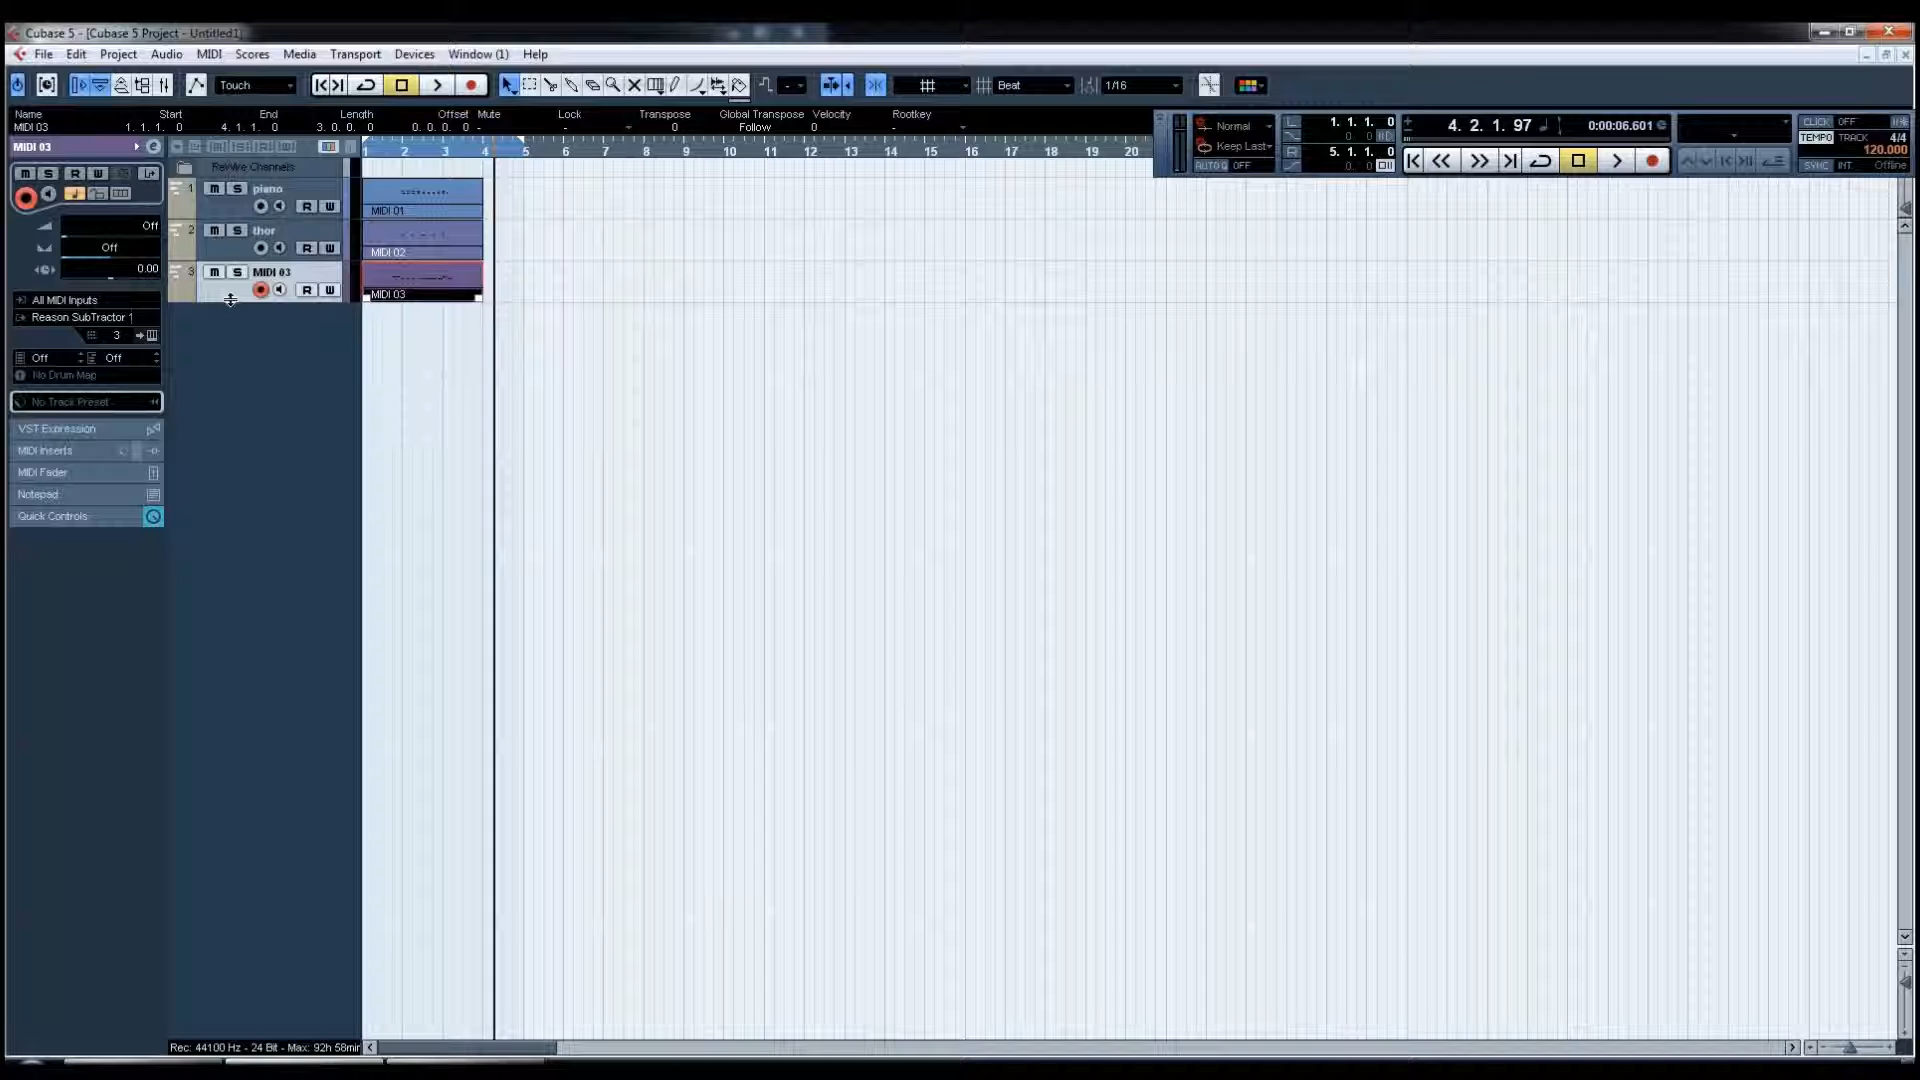 Cubase 5 - [Cubase 5 Project - Untitled1]
File Edit Project Audio MIDI Scores Media Transport Devices Window (1) Help
Touch
Beat
1/16
Name Start End Length Offset Mute Lock Transpose Global Transpose Velocity Rootkey
MIDI 03 1. 1. 1. 0 4. 1. 1. 0 3. 0. 0. 0 0. 0. 0. 0 - - 0 Follow 0 -
Normal
Keep Last
AUTO Q OFF
L 1. 1. 1. 0
0. 0
R 5. 1. 1. 0
0. 0
4. 2. 1. 97
0:00:06.601
CLICK OFF
TEMPO TRACK 4/4
120.000
SYNC INT. Offline
MIDI 03
1 2 3 4 5 6 7 8 9 10 11 12 13 14 15 16 17 18 19 20
m S R W
ReWire Channels
1 m S piano
R W
MIDI 01
2 m S thor
R W
MIDI 02
3 m S MIDI 03
R W
MIDI 03
Off
Off
0.00
All MIDI Inputs
Reason SubTractor 1
3
Off Off
No Drum Map
No Track Preset
VST Expression
MIDI Inserts
MIDI Fader
Notepad
Quick Controls
Rec: 44100 Hz - 24 Bit - Max: 92h 58min